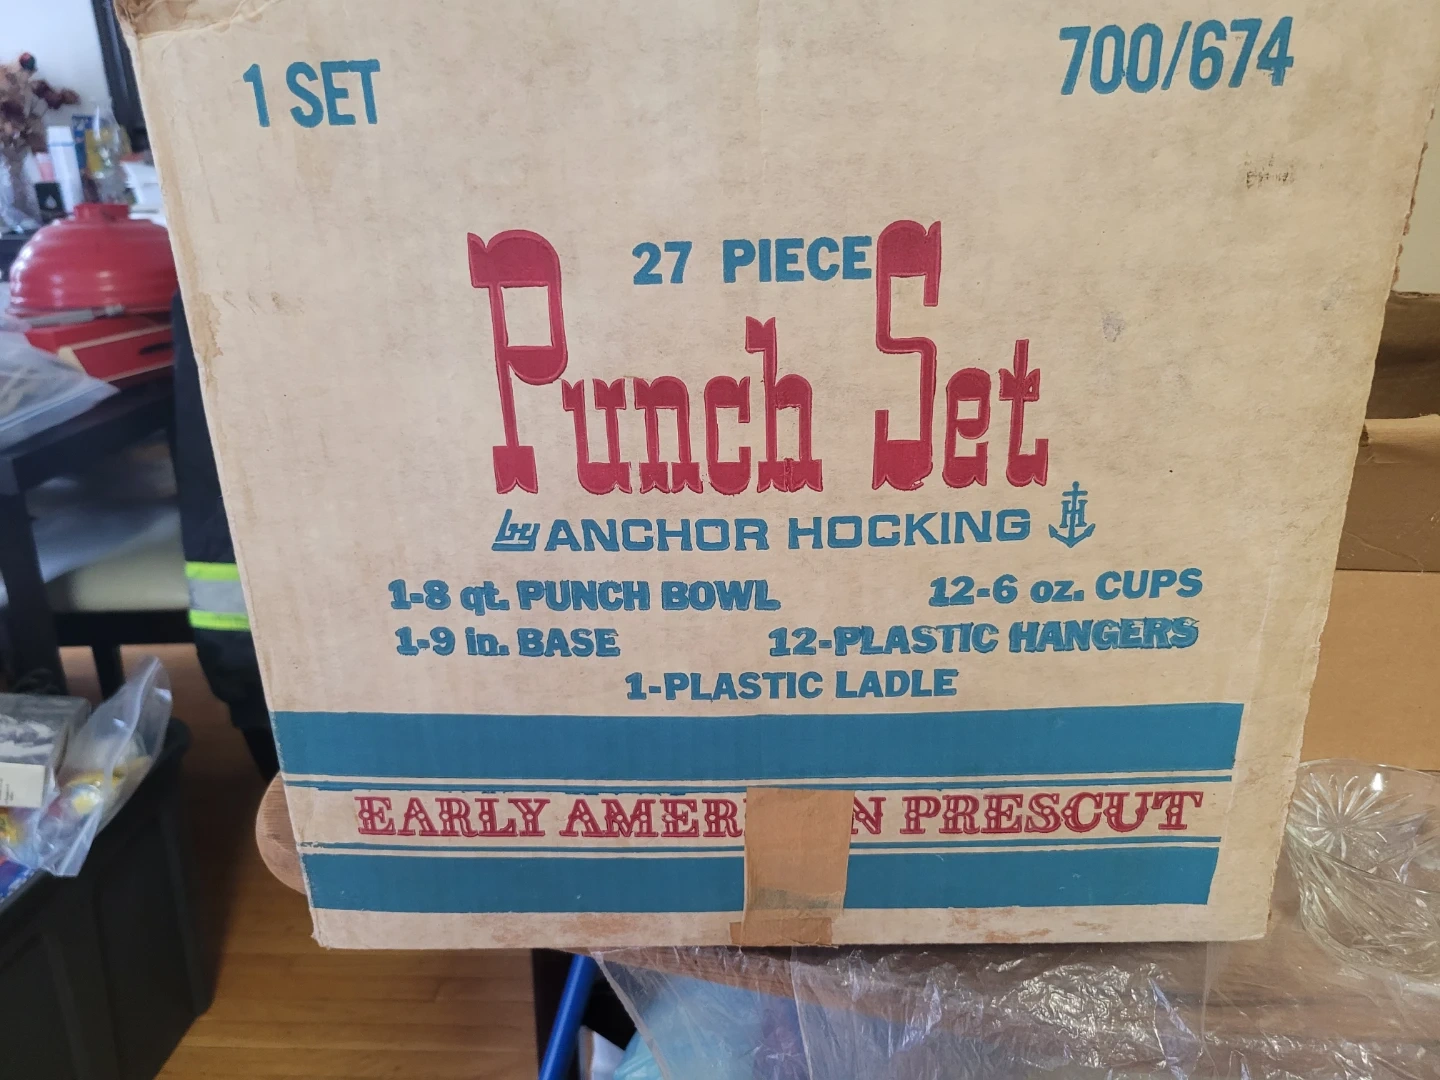 1 SET
700/674
27 PIECE
Punch Set
by ANCHOR HOCKING
1-8 qt. PUNCH BOWL
12-6 oz. CUPS
1-9 in. BASE
12-PLASTIC HANGERS
1-PLASTIC LADLE
EARLY AMER N PRESCUT